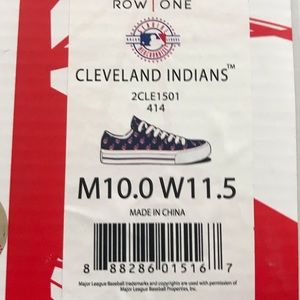 ROW | ONE
CLEVELAND INDIANS™
2CLE1501
414
M10.0 W11.5
MADE IN CHINA
8 88286 01516 7
Major League Baseball trademarks and copyrights are used with permission of
Major League Baseball Properties, Inc.